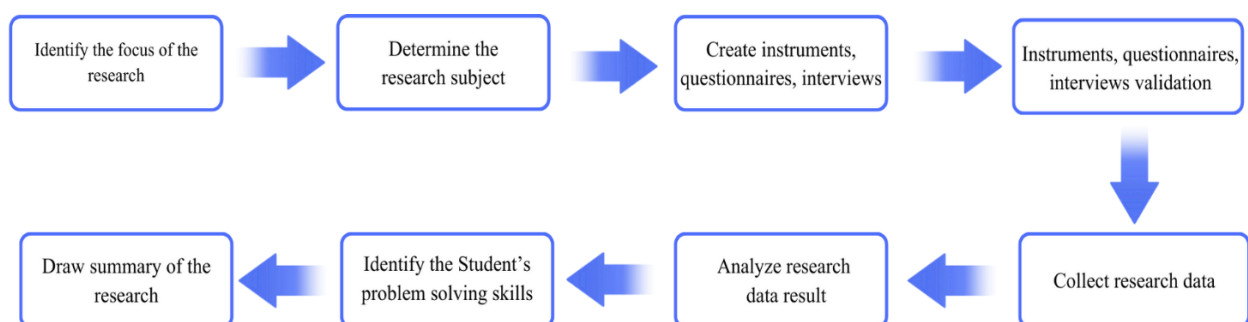 Identify the focus of the
research
Determine the
research subject
Create instruments,
questionnaires, interviews
Instruments, questionnaires,
interviews validation
Collect research data
Analyze research
data result
Identify the Student's
problem solving skills
Draw summary of the
research